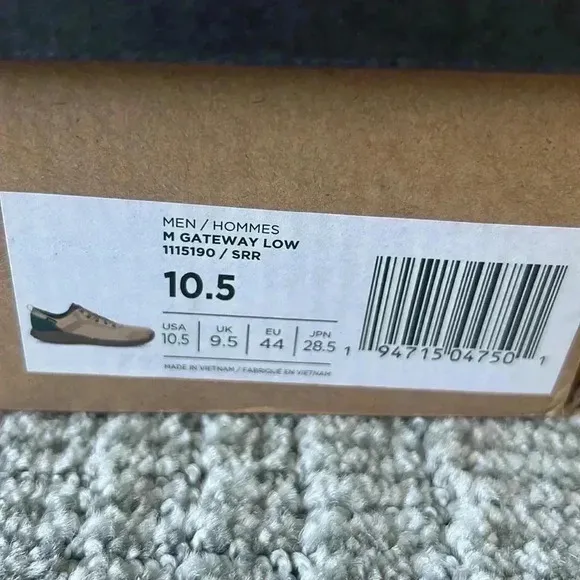 MEN / HOMMES
M GATEWAY LOW
1115190 / SRR
10.5
USA UK EU JPN
10.5 9.5 44 28.5
MADE IN VIETNAM / FABRIQUÉ EN VIETNAM
1 94715 04750 1